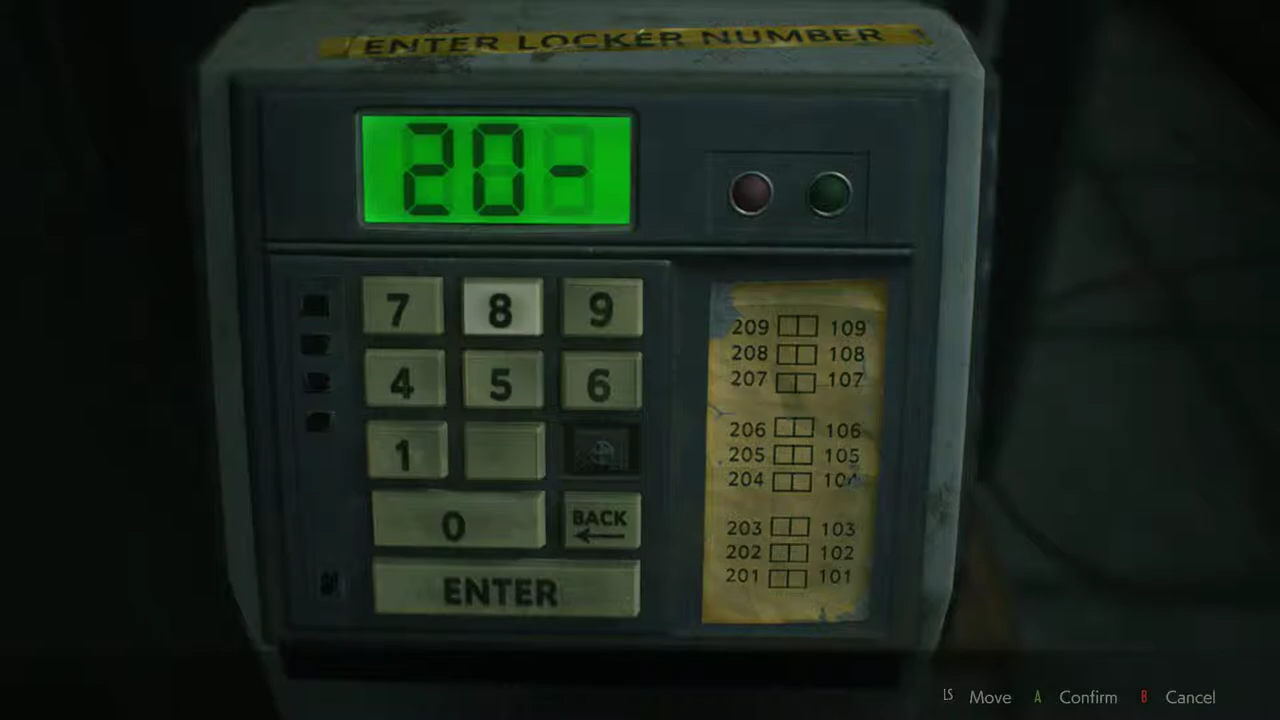 ENTER LOCKER NUMBER
20-
7 8 9
4 5 6
1
0 BACK
ENTER
209 109
208 108
207 107
206 106
205 105
204 104
203 103
202 102
201 101
LS Move A Confirm B Cancel